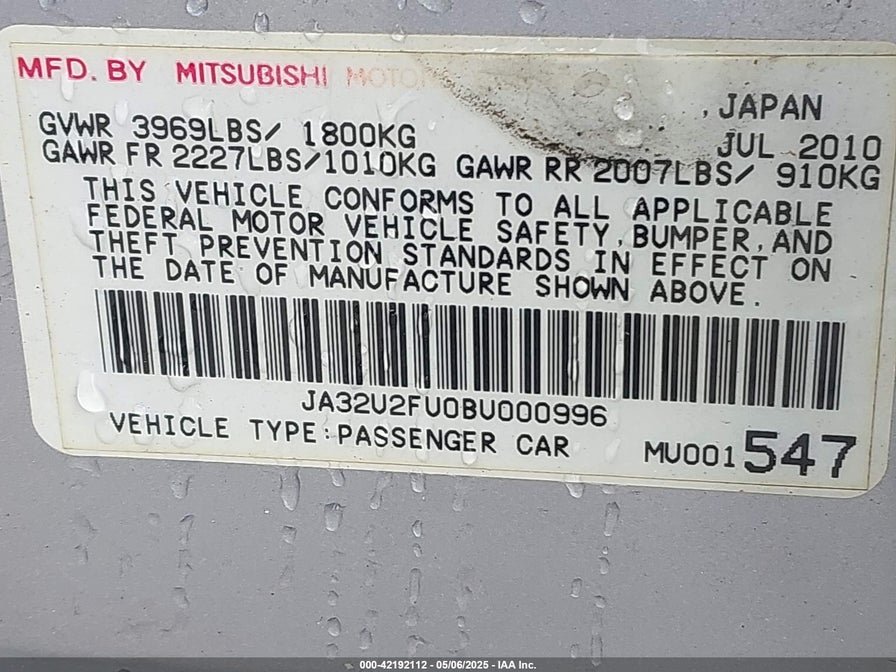 MFD. BY MITSUBISHI MOTO
, JAPAN
GVWR 3969LBS/ 1800KG JUL 2010
GAWR FR 2227LBS/1010KG GAWR RR 2007LBS/ 910KG
THIS VEHICLE CONFORMS TO ALL APPLICABLE
FEDERAL MOTOR VEHICLE SAFETY, BUMPER, AND
THEFT PREVENTION STANDARDS IN EFFECT ON
THE DATE OF MANUFACTURE SHOWN ABOVE.
JA32U2FU0BU000996
VEHICLE TYPE:PASSENGER CAR MU001547
000-42192112 - 05/06/2025 - IAA Inc.